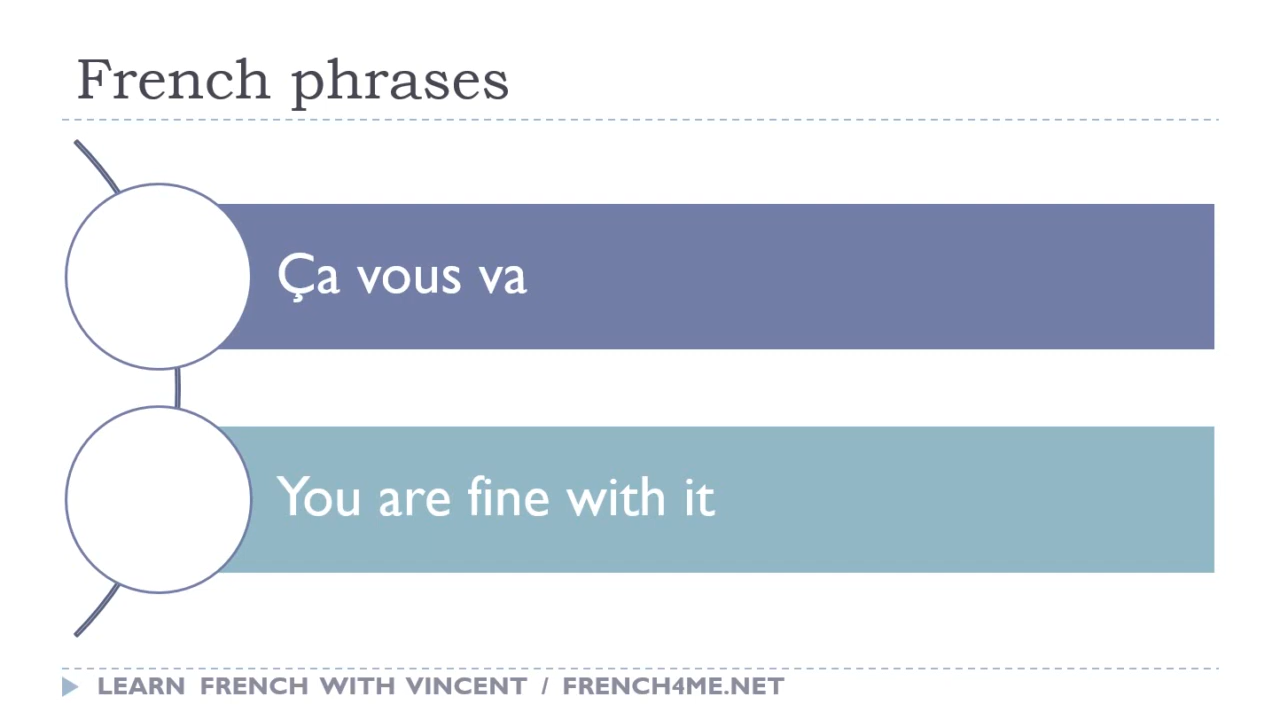 French phrases
Ça vous va
You are fine with it
LEARN FRENCH WITH VINCENT / FRENCH4ME.NET